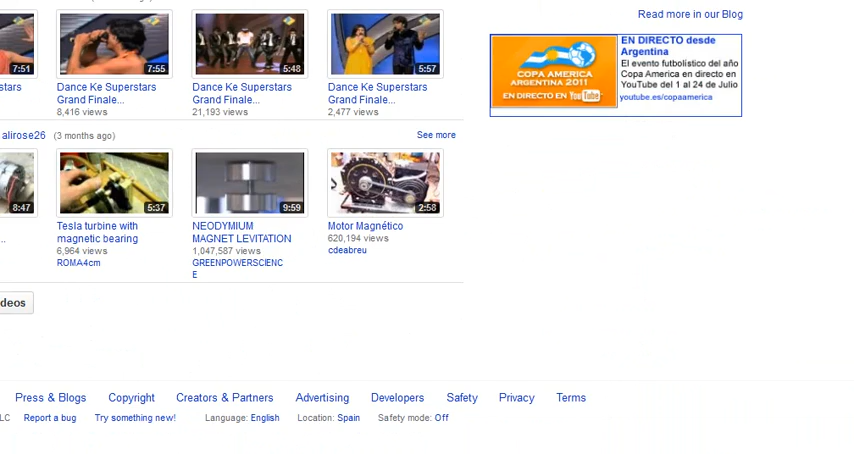 Read more in our Blog
7:51
7:55
5:48
5:57
stars
Dance Ke Superstars
Grand Finale...
8,416 views
Dance Ke Superstars
Grand Finale...
21,193 views
Dance Ke Superstars
Grand Finale...
2,477 views
COPA AMERICA
ARGENTINA 2011
EN DIRECTO EN YouTube
EN DIRECTO desde
Argentina
El evento futbolístico del año
Copa America en directo en
YouTube del 1 al 24 de Julio
youtube.es/copaamerica
alirose26 (3 months ago)
See more
8:47
5:37
9:59
2:58
...
Tesla turbine with
magnetic bearing
6,964 views
ROMA4cm
NEODYMIUM
MAGNET LEVITATION
1,047,587 views
GREENPOWERSCIENC
E
Motor Magnético
620,194 views
cdeabreu
deos
Press & Blogs Copyright Creators & Partners Advertising Developers Safety Privacy Terms
LC Report a bug Try something new! Language: English Location: Spain Safety mode: Off